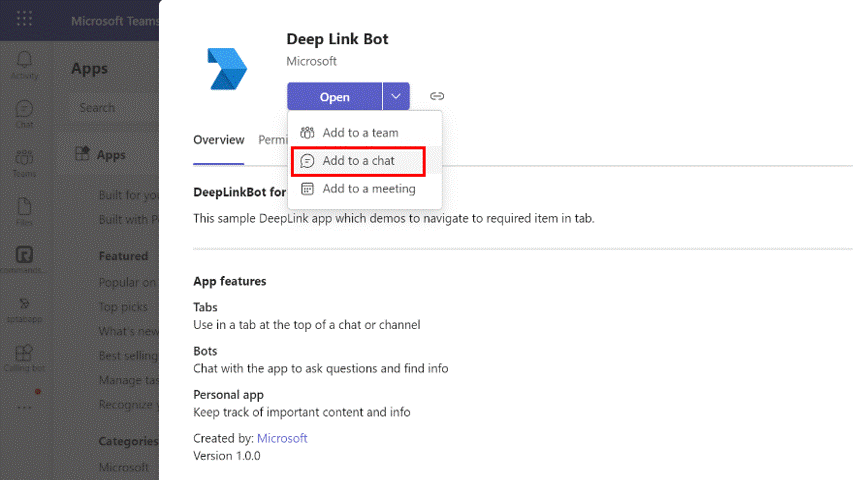 Microsoft Teams
Activity
Chat
Teams
Files
Calling bot
Apps
Search
Apps
Built for you
Built with P
Featured
Popular on
Top picks
What's new
Best selling
Manage tas
Recognize y
Categories
Microsoft
Deep Link Bot
Microsoft
Open
Add to a team
Add to a chat
Add to a meeting
Overview
Permi
DeepLinkBot for
This sample DeepLink app which demos to navigate to required item in tab.
App features
Tabs
Use in a tab at the top of a chat or channel
Bots
Chat with the app to ask questions and find info
Personal app
Keep track of important content and info
Created by: Microsoft
Version 1.0.0